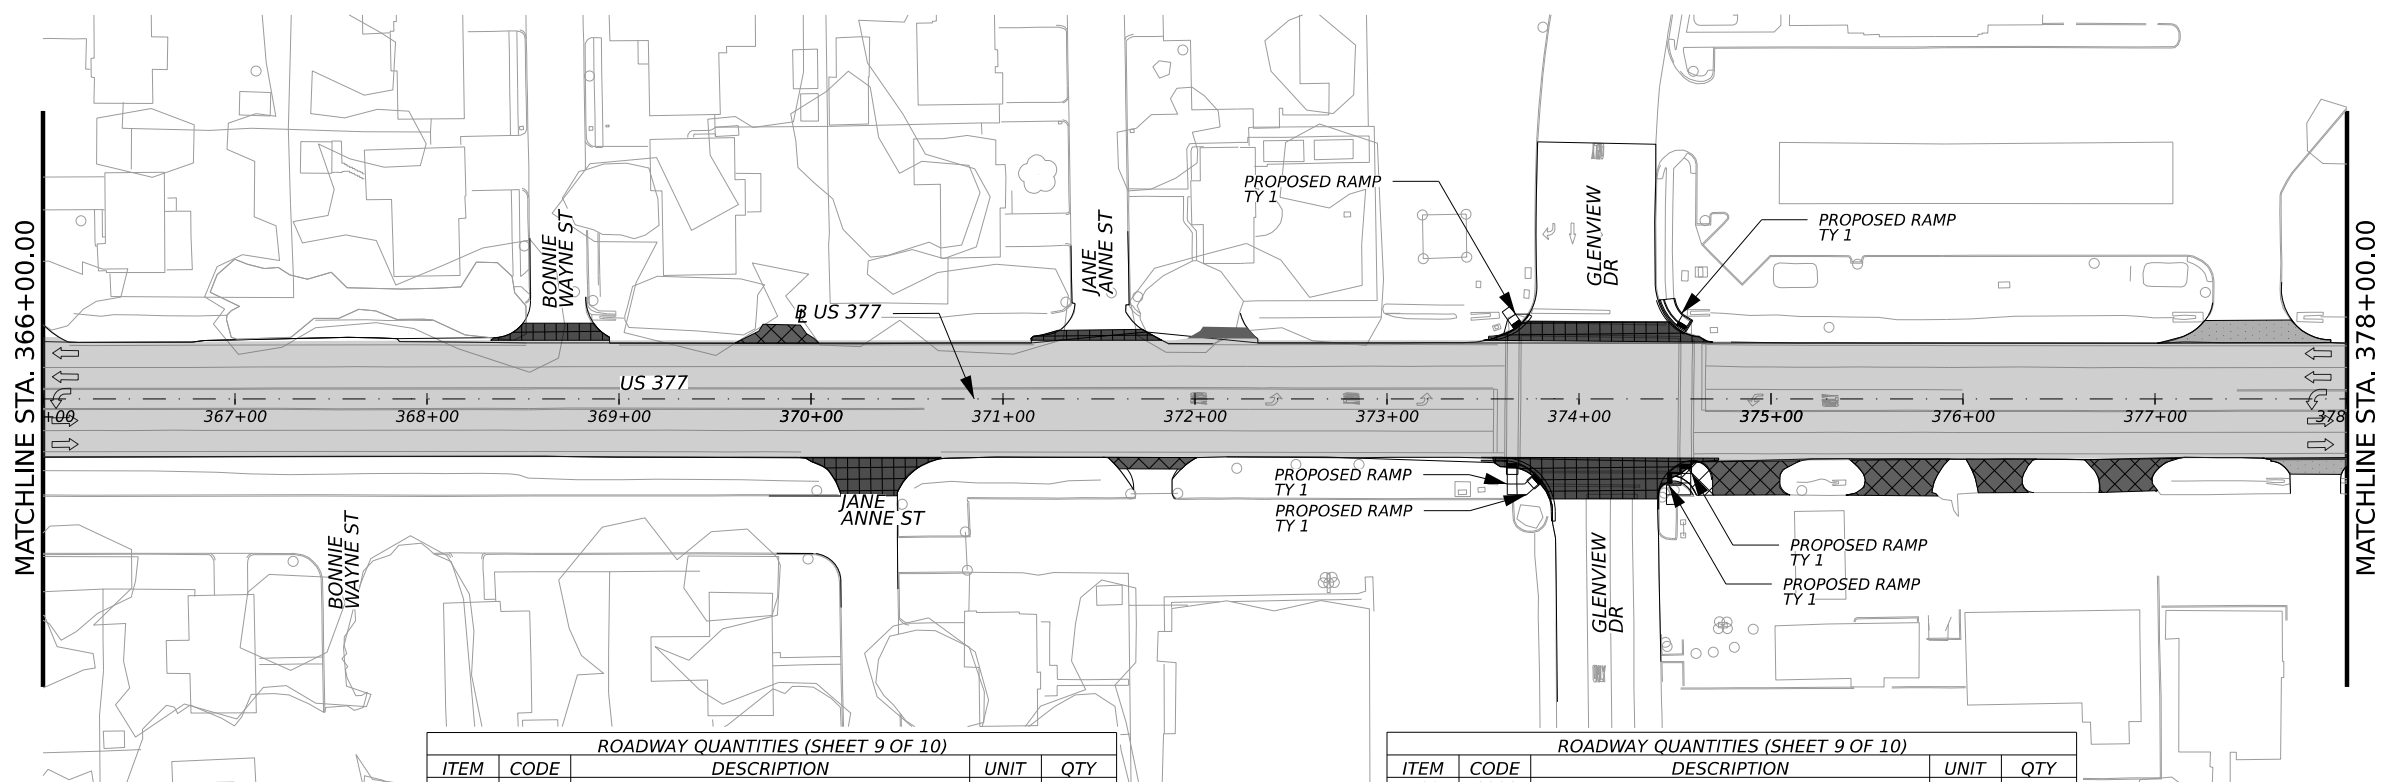 MATCHLINE STA. 366+00.00
PROPOSED RAMP
TY 1
PROPOSED RAMP
TY 1
GLENVIEW
DR
BONNIE
WAYNE ST
JANE
ANNE ST
US 377
US 377
+00
367+00
368+00
369+00
370+00
371+00
372+00
373+00
374+00
375+00
376+00
377+00
378
MATCHLINE STA. 378+00.00
PROPOSED RAMP
TY 1
PROPOSED RAMP
TY 1
JANE
ANNE ST
BONNIE
WAYNE ST
GLENVIEW
DR
PROPOSED RAMP
TY 1
PROPOSED RAMP
TY 1
ROADWAY QUANTITIES (SHEET 9 OF 10)
ITEM CODE DESCRIPTION UNIT QTY
ROADWAY QUANTITIES (SHEET 9 OF 10)
ITEM CODE DESCRIPTION UNIT QTY